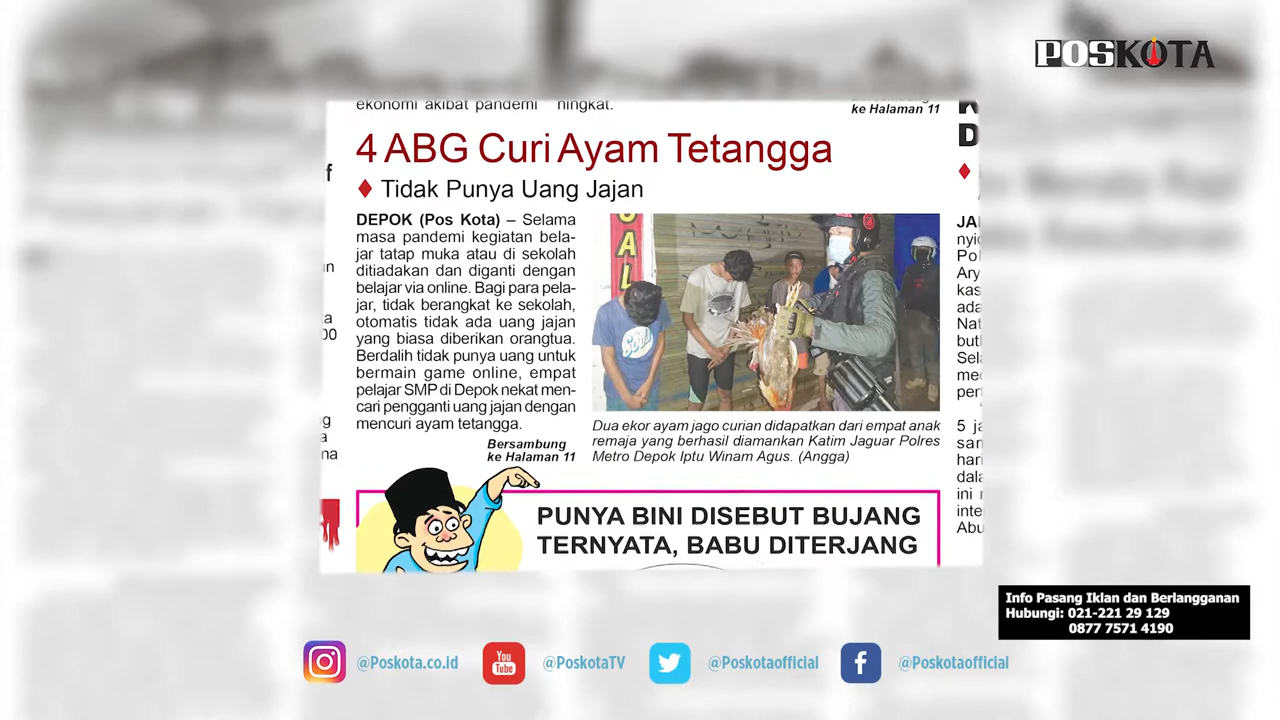 POSKOTA
ekonomi akibat pandemi ningkat.
ke Halaman 11
4 ABG Curi Ayam Tetangga
Tidak Punya Uang Jajan
DEPOK (Pos Kota) – Selama
masa pandemi kegiatan bela-
jar tatap muka atau di sekolah
ditiadakan dan diganti dengan
belajar via online. Bagi para pela-
jar, tidak berangkat ke sekolah,
otomatis tidak ada uang jajan
yang biasa diberikan orangtua.
Berdalih tidak punya uang untuk
bermain game online, empat
pelajar SMP di Depok nekat men-
cari pengganti uang jajan dengan
mencuri ayam tetangga.
Bersambung
ke Halaman 11
Dua ekor ayam jago curian didapatkan dari empat anak
remaja yang berhasil diamankan Katim Jaguar Polres
Metro Depok Iptu Winam Agus. (Angga)
PUNYA BINI DISEBUT BUJANG
TERNYATA, BABU DITERJANG
5 ja
Info Pasang Iklan dan Berlangganan
Hubungi: 021-221 29 129
0877 7571 4190
@Poskota.co.id
You
Tube
@PoskotaTV
@Poskotaofficial
@Poskotaofficial